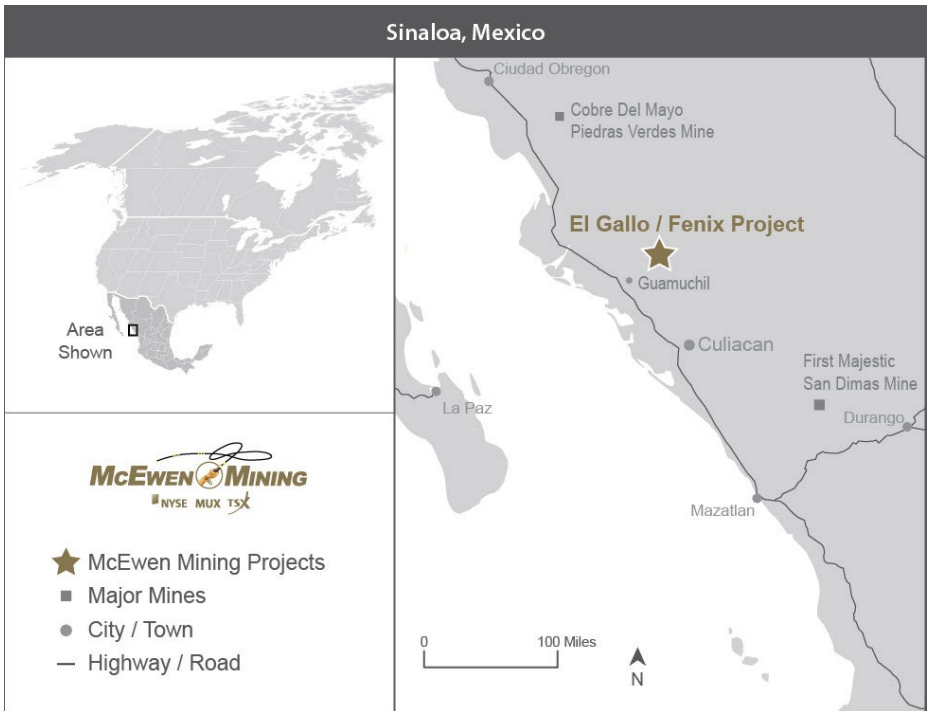 Sinaloa, Mexico
Area
Shown
McEWEN MINING
NYSE MUX TSX
McEwen Mining Projects
Major Mines
City / Town
Highway / Road
Ciudad Obregon
Cobre Del Mayo
Piedras Verdes Mine
El Gallo / Fenix Project
Guamuchil
Culiacan
First Majestic
San Dimas Mine
La Paz
Durango
Mazatlan
0 100 Miles
N